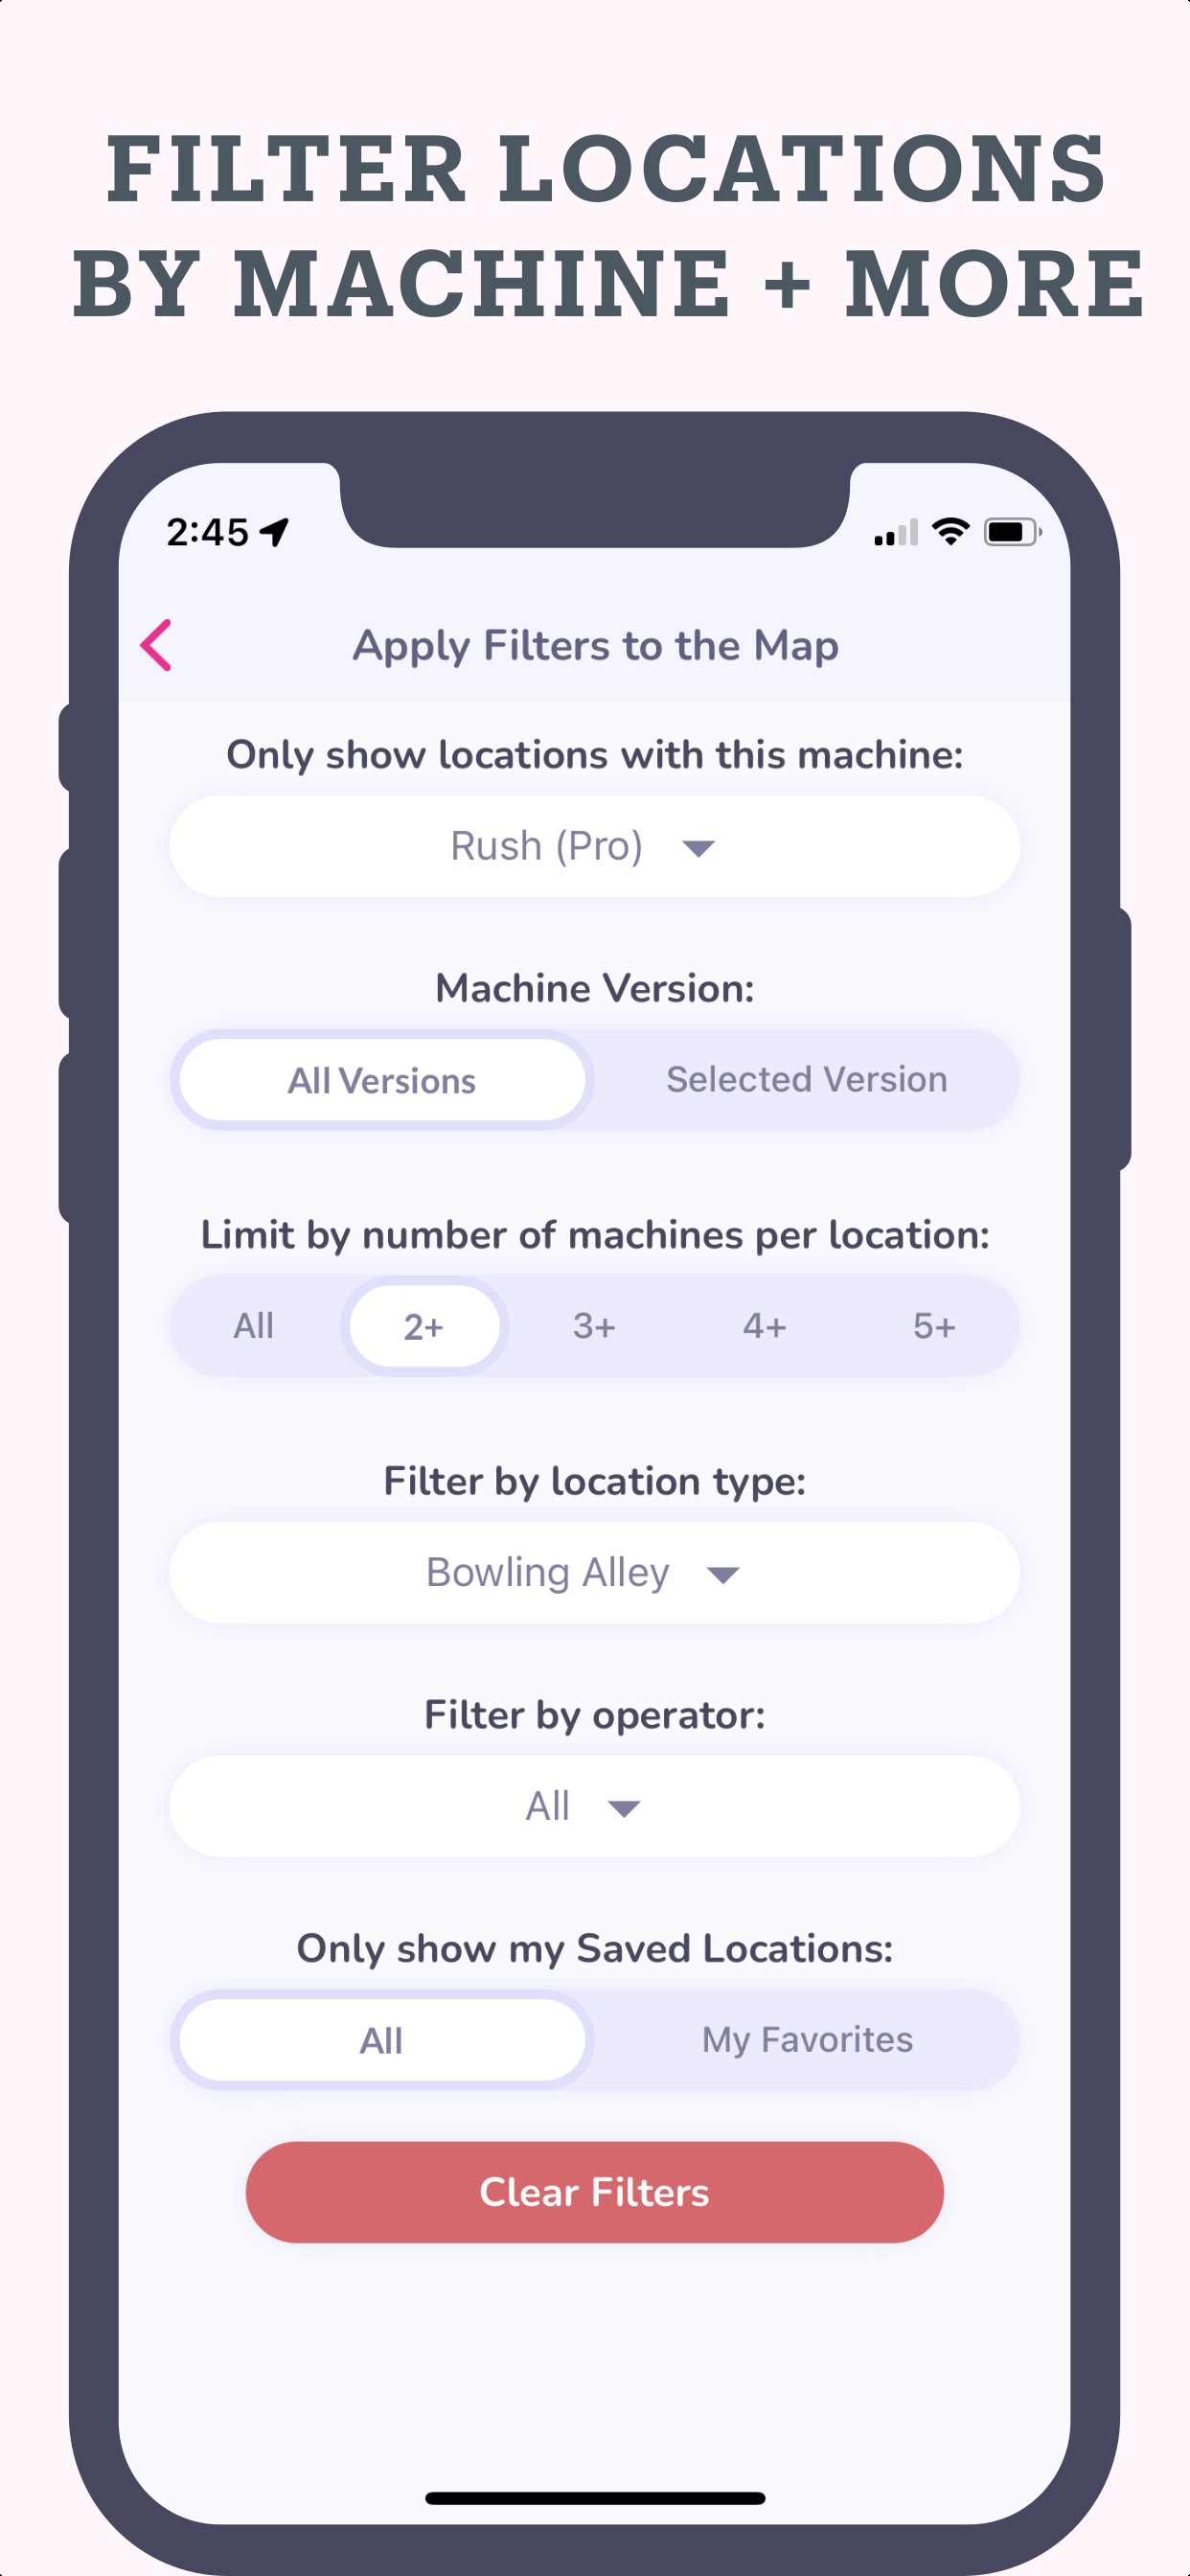 FILTER LOCATIONS
BY MACHINE + MORE
2:45
Apply Filters to the Map
Only show locations with this machine:
Rush (Pro)
Machine Version:
All Versions Selected Version
Limit by number of machines per location:
All 2+ 3+ 4+ 5+
Filter by location type:
Bowling Alley
Filter by operator:
All
Only show my Saved Locations:
All My Favorites
Clear Filters